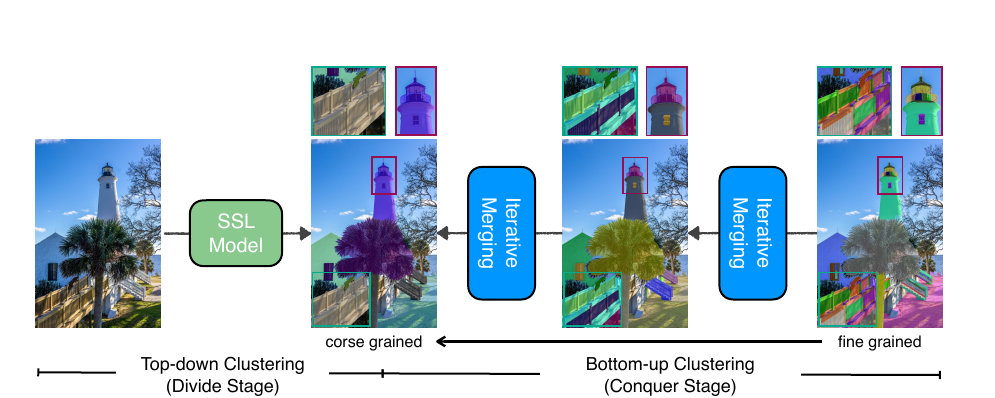 SSL
Model
Iterative
Merging
Iterative
Merging
corse grained
fine grained
Top-down Clustering
(Divide Stage)
Bottom-up Clustering
(Conquer Stage)